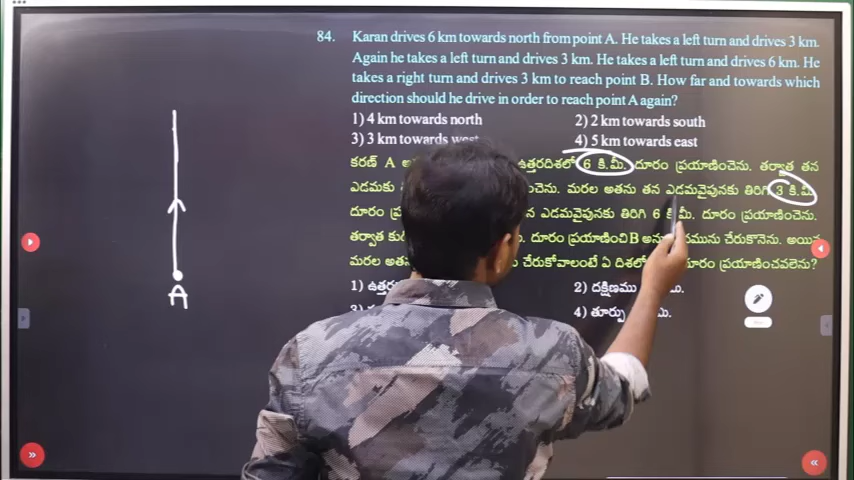 84. Karan drives 6 km towards north from point A. He takes a left turn and drives 3 km.
Again he takes a left turn and drives 3 km. He takes a left turn and drives 6 km. He
takes a right turn and drives 3 km to reach point B. How far and towards which
direction should he drive in order to reach point A again?
1) 4 km towards north 2) 2 km towards south
3) 3 km towards west 4) 5 km towards east
కరణ్ A ఉత్తరదిశలో 6 కి.మీ. దూరం ప్రయాణించెను. తర్వాత తన
ఎడమకు చెను. మరల అతను తన ఎడమవైపునకు తిరిగి 3 కి.మీ
దూరం న ఎడమవైపునకు తిరిగి 6 కి.మీ. దూరం ప్రయాణించెను.
తర్వాత దూరం ప్రయాణించి B చేరుకొనెను. అయిన
మరల చేరుకోవాలంటే ఏ దిశలో దూరం ప్రయాణించవలెను?
1) 2) దక్షిణము
3) 4) తూర్పు
A